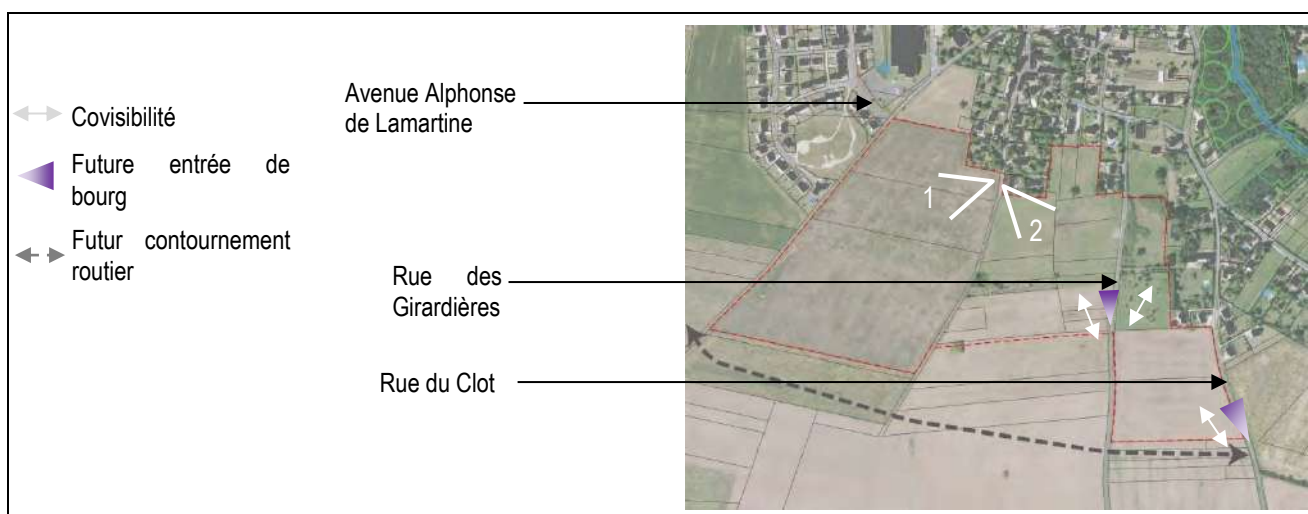 Covisibilité
Future entrée de
bourg
Futur contournement
routier
Avenue Alphonse
de Lamartine
Rue des
Girardières
Rue du Clot
1
2